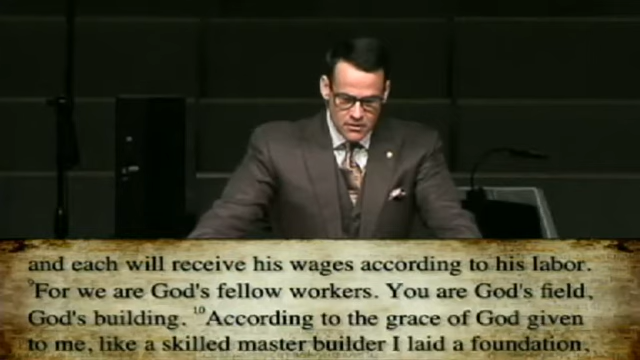 and each will receive his wages according to his labor.
⁹For we are God's fellow workers. You are God's field,
God's building. ¹⁰According to the grace of God given
to me, like a skilled master builder I laid a foundation,